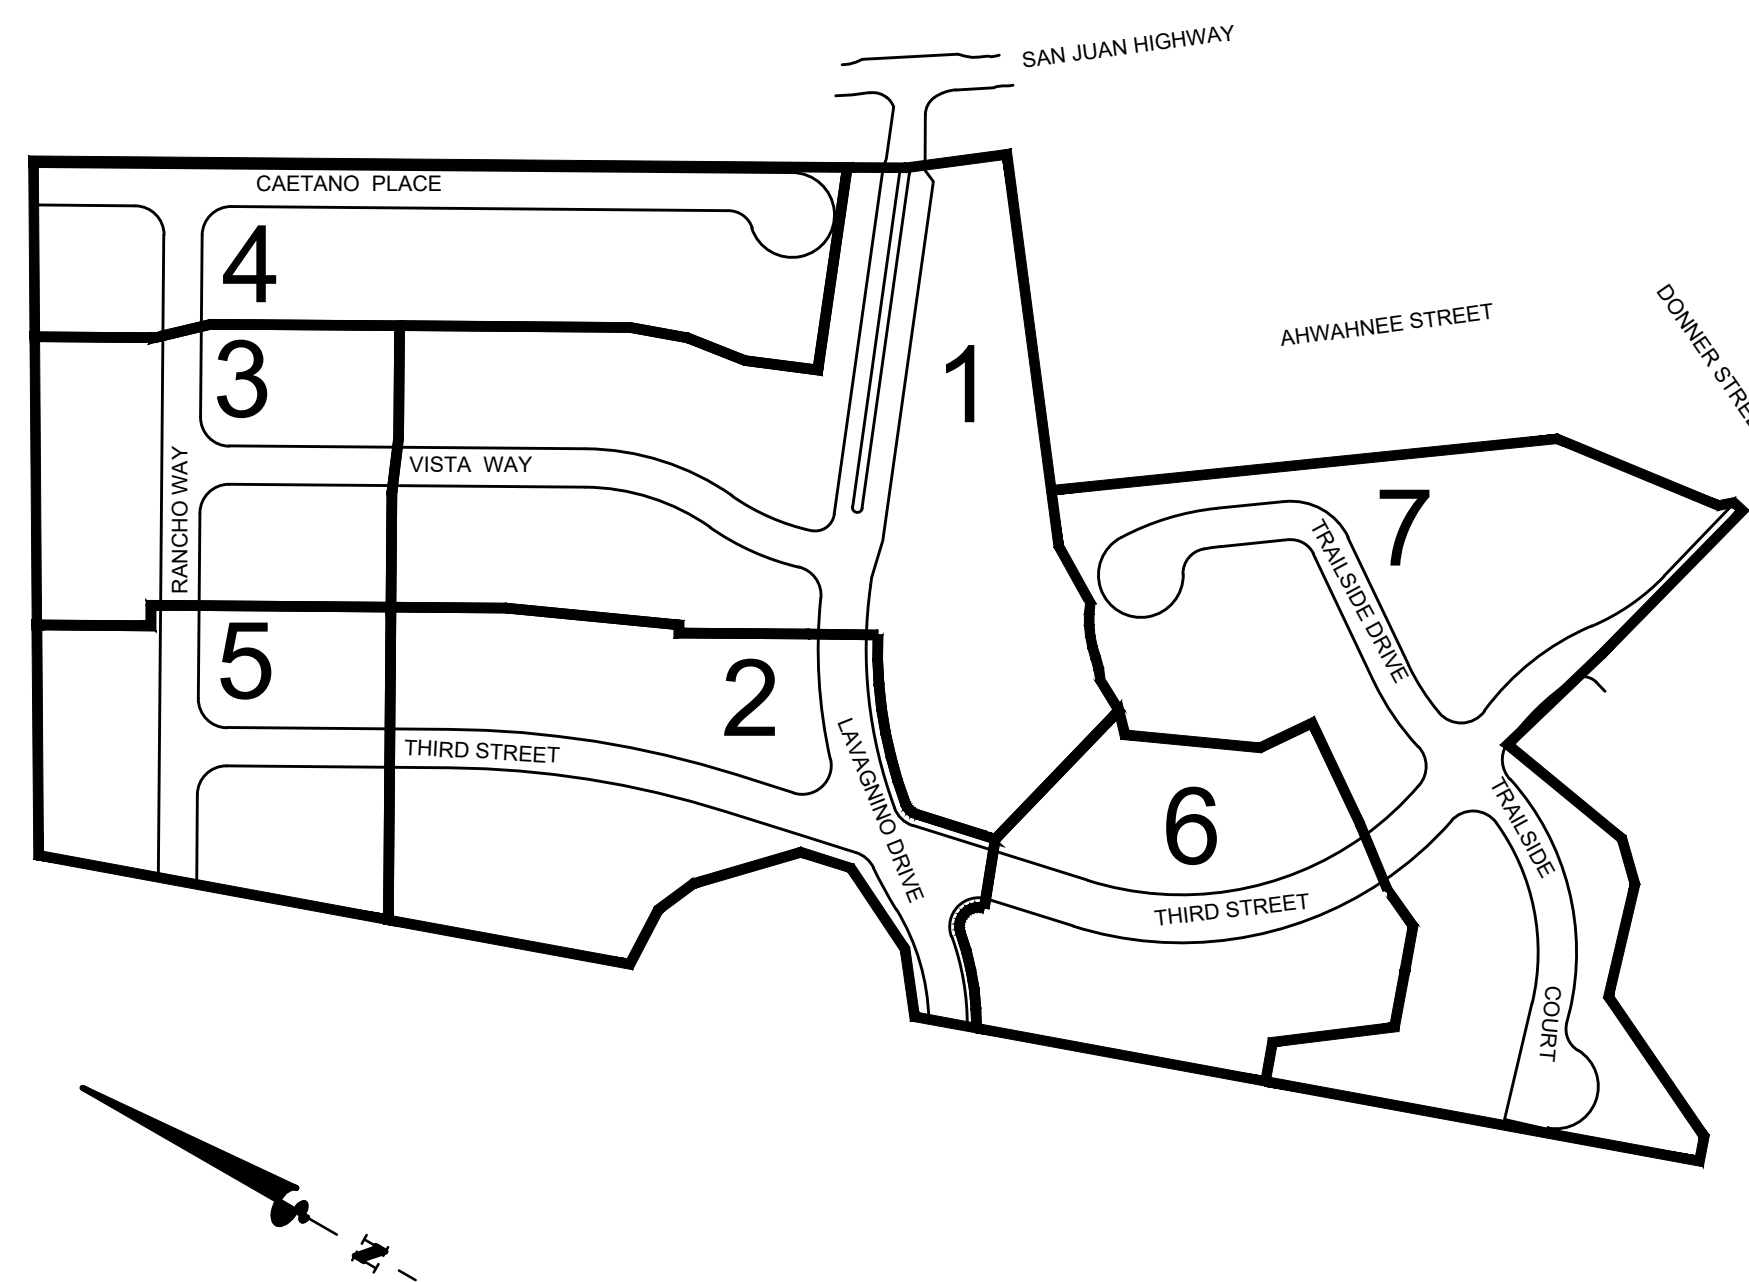 SAN JUAN HIGHWAY
CAETANO PLACE
4
AHWAHNEE STREET
DONNER STREE
3
1
VISTA WAY
RANCHO WAY
7
TRAILSIDE DRIVE
5
2
THIRD STREET
LAVAGNINO DRIVE
6
TRAILSIDE
COURT
THIRD STREET
N